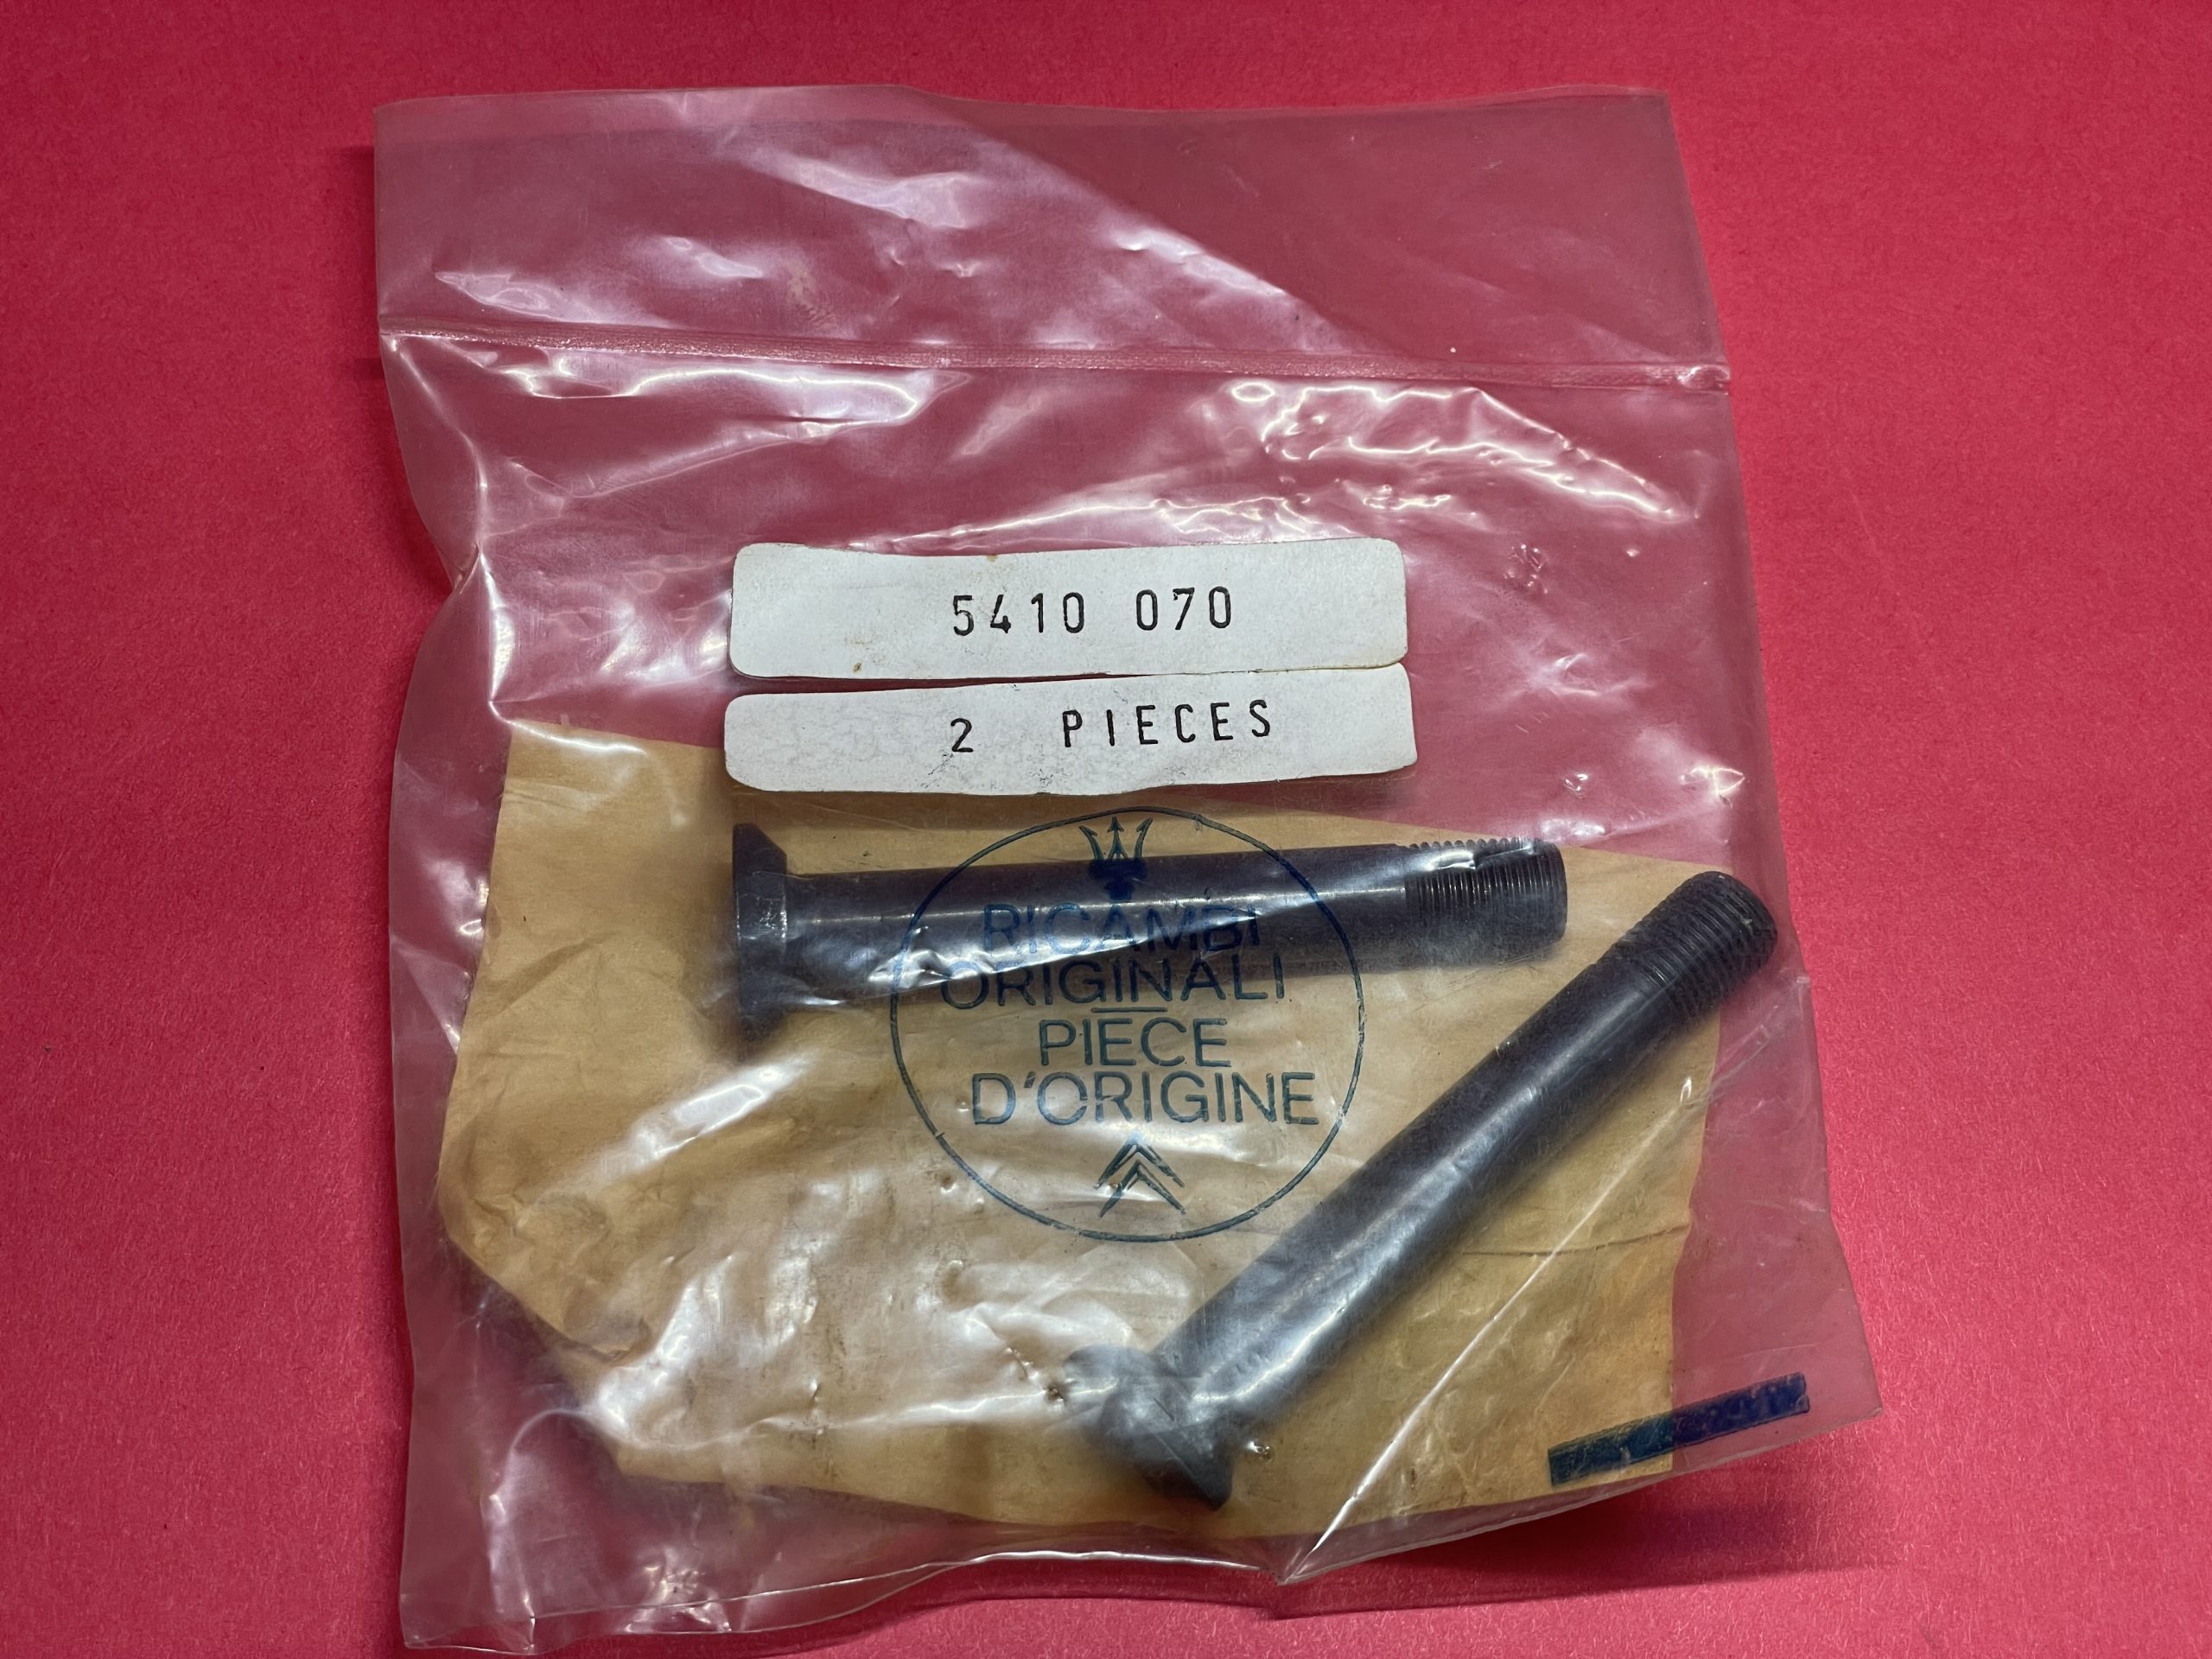 5410 070
2 PIECES
RICAMBI
ORIGINALI
PIECE
D'ORIGINE